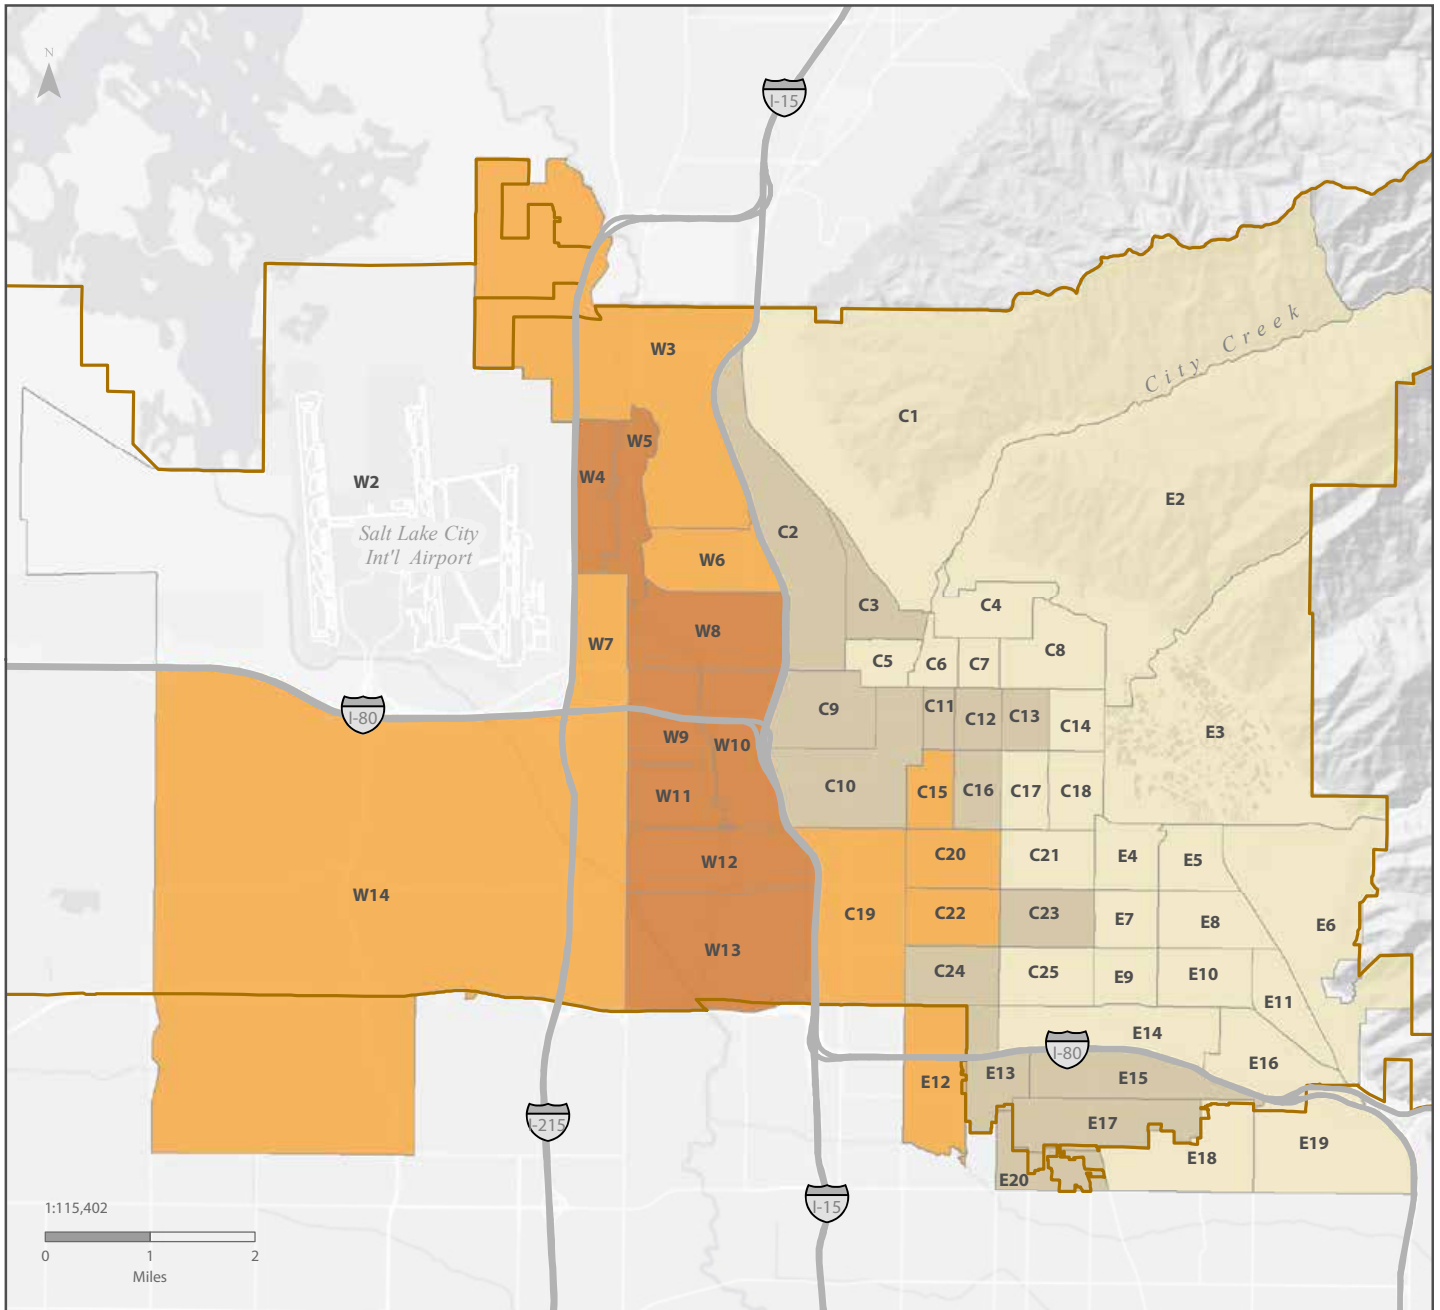 N
I-15
W3
City Creek
C1
W5
W4
W2
E2
Salt Lake City
Int'l Airport
C2
W6
C3
C4
W8
W7
C5
C6
C7
C8
C9
C11
C12
C13
C14
I-80
W9
W10
E3
C10
C15
C16
C17
C18
W11
W12
C20
C21
E4
E5
W14
C19
C22
C23
E7
E8
E6
W13
C24
C25
E9
E10
E11
E14
I-80
E12
E13
E15
E16
I-215
E17
E18
E19
E20
I-15
1:115,402
0 1 2
Miles